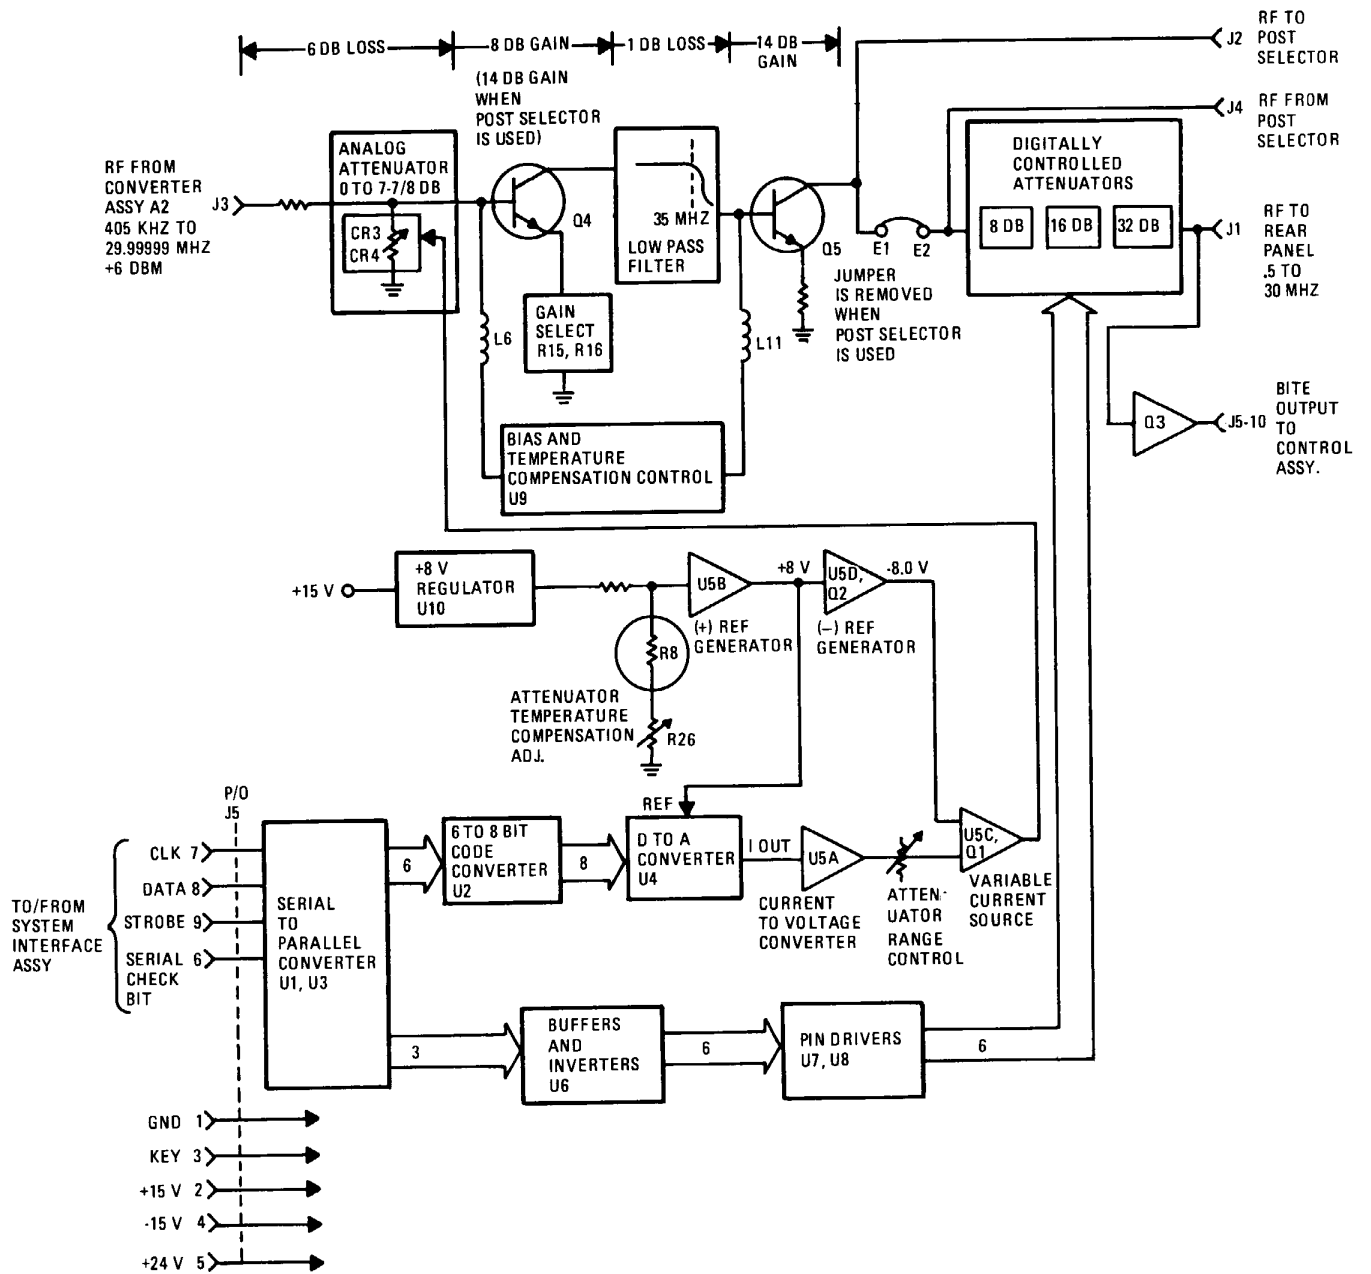 6 DB LOSS
8 DB GAIN
1 DB LOSS
14 DB
GAIN
(14 DB GAIN
WHEN
POST SELECTOR
IS USED)
J2
RF TO
POST
SELECTOR
J4
RF FROM
POST
SELECTOR
RF FROM
CONVERTER
ASSY A2
405 KHZ TO
29.99999 MHZ
+6 DBM
J3
ANALOG
ATTENUATOR
0 TO 7-7/8 DB
CR3
CR4
Q4
35 MHZ
LOW PASS
FILTER
Q5
E1
E2
JUMPER
IS REMOVED
WHEN
POST SELECTOR
IS USED
DIGITALLY
CONTROLLED
ATTENUATORS
8 DB
16 DB
32 DB
J1
RF TO
REAR
PANEL
.5 TO
30 MHZ
GAIN
SELECT
R15, R16
L6
L11
BIAS AND
TEMPERATURE
COMPENSATION CONTROL
U9
Q3
J5-10
BITE
OUTPUT
TO
CONTROL
ASSY.
+15 V
+8 V
REGULATOR
U10
U5B
(+) REF
GENERATOR
+8 V
U5D,
Q2
-8.0 V
(–) REF
GENERATOR
R8
R26
ATTENUATOR
TEMPERATURE
COMPENSATION
ADJ.
P/O
J5
TO/FROM
SYSTEM
INTERFACE
ASSY
CLK 7
DATA 8
STROBE 9
SERIAL 6
CHECK
BIT
SERIAL
TO
PARALLEL
CONVERTER
U1, U3
6
6 TO 8 BIT
CODE
CONVERTER
U2
8
REF
D TO A
CONVERTER
U4
I OUT
U5A
CURRENT
TO VOLTAGE
CONVERTER
ATTEN-
UATOR
RANGE
CONTROL
U5C,
Q1
VARIABLE
CURRENT
SOURCE
3
BUFFERS
AND
INVERTERS
U6
6
PIN DRIVERS
U7, U8
6
GND 1
KEY 3
+15 V 2
-15 V 4
+24 V 5